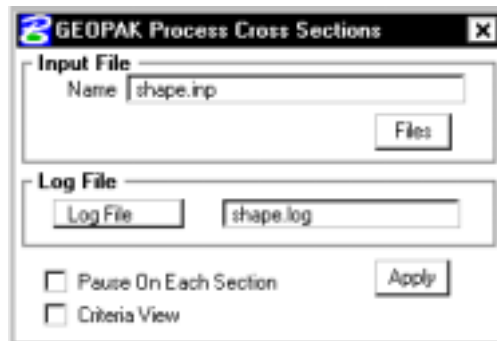 GEOPAK Process Cross Sections
Input File
Name shape.inp
Files
Log File
Log File shape.log
Pause On Each Section Apply
Criteria View